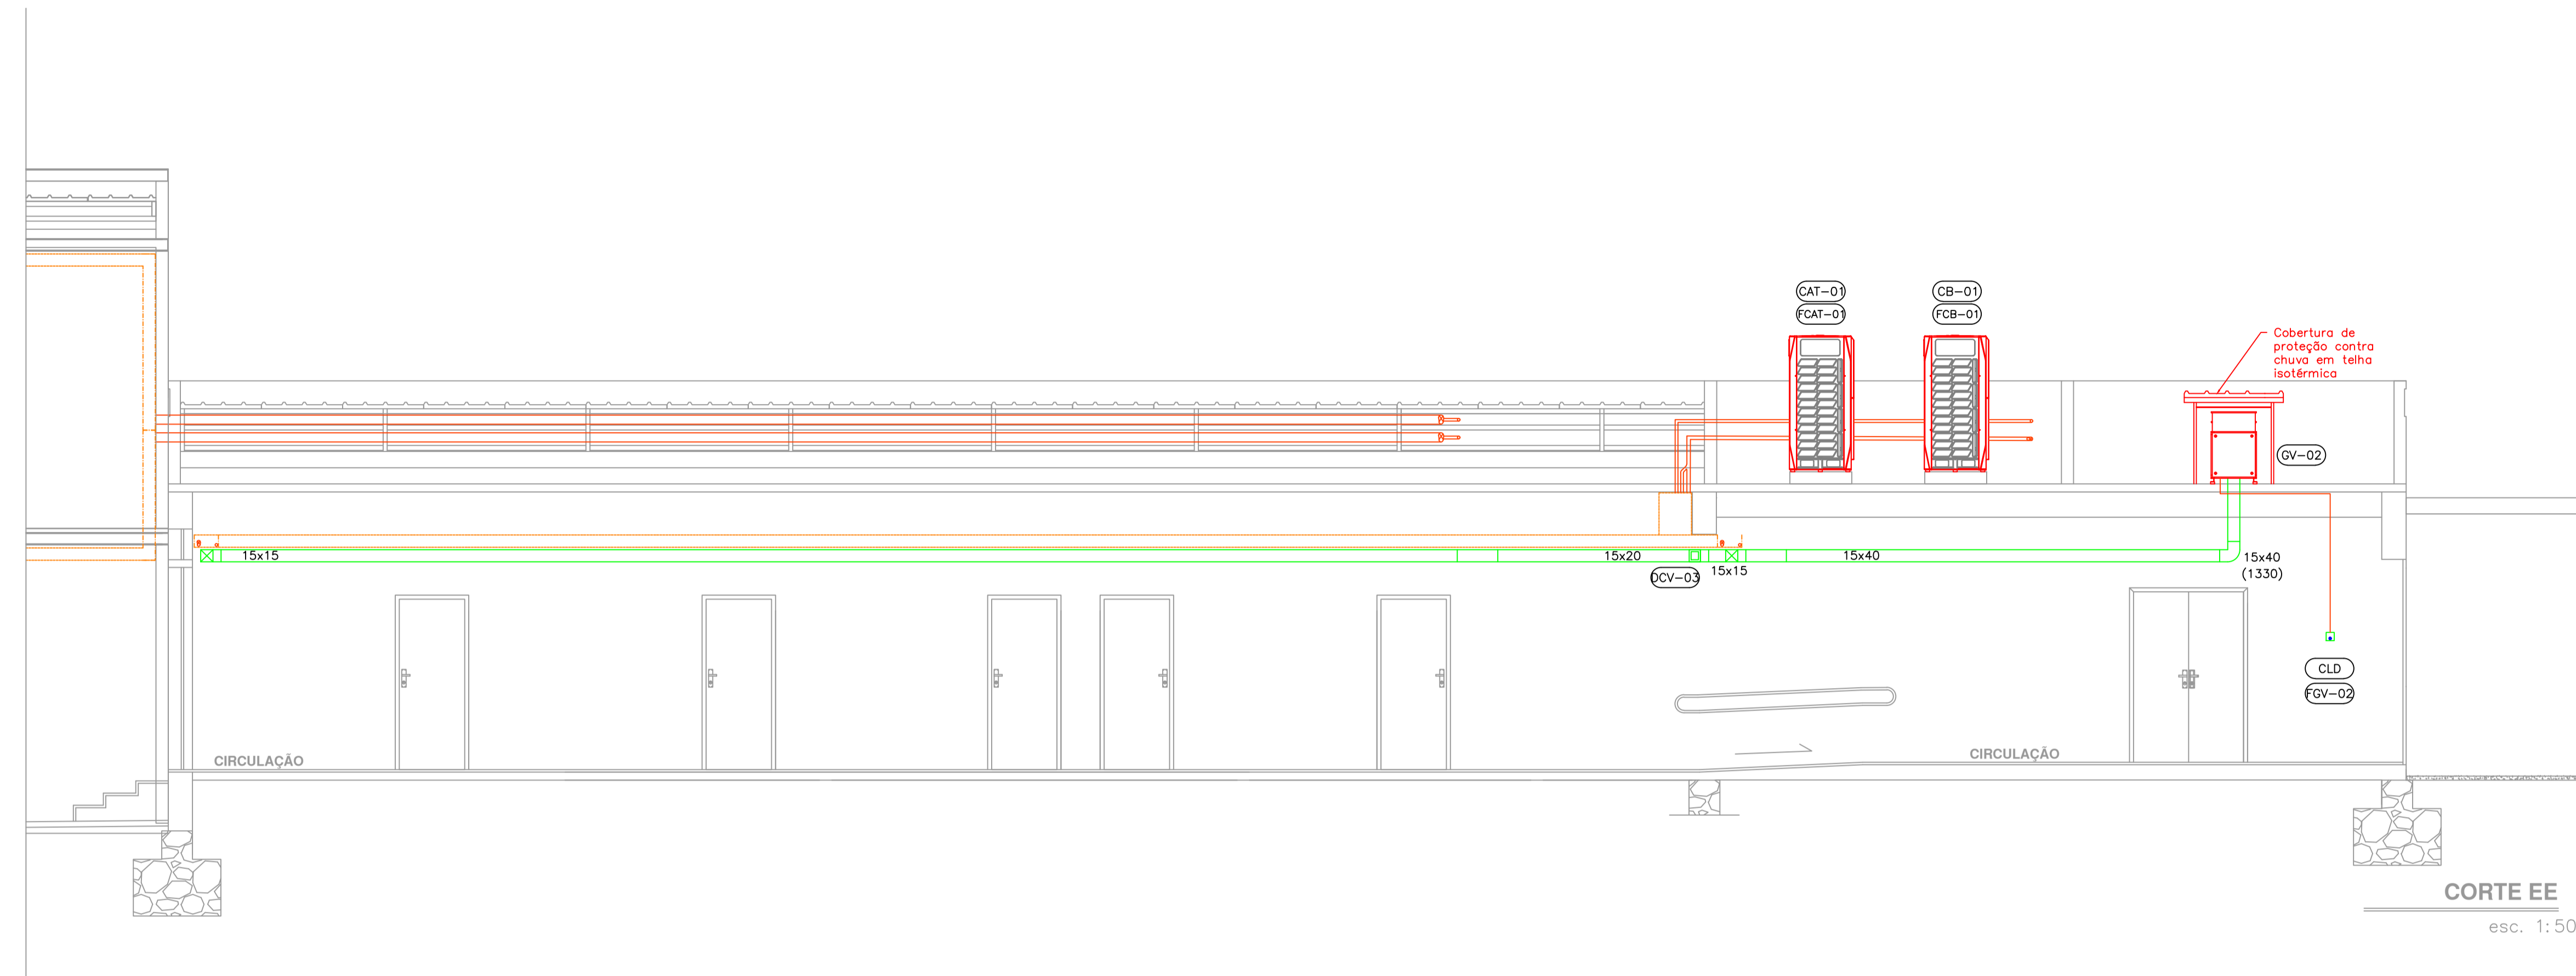 CAT-01
FCAT-01
CB-01
FCB-01
Cobertura de
proteção contra
chuva em telha
isotérmica
GV-02
15x15
15x20
DCV-03
15x15
15x40
15x40
(1330)
CLD
FGV-02
CIRCULAÇÃO
CIRCULAÇÃO
CORTE EE
esc. 1:50